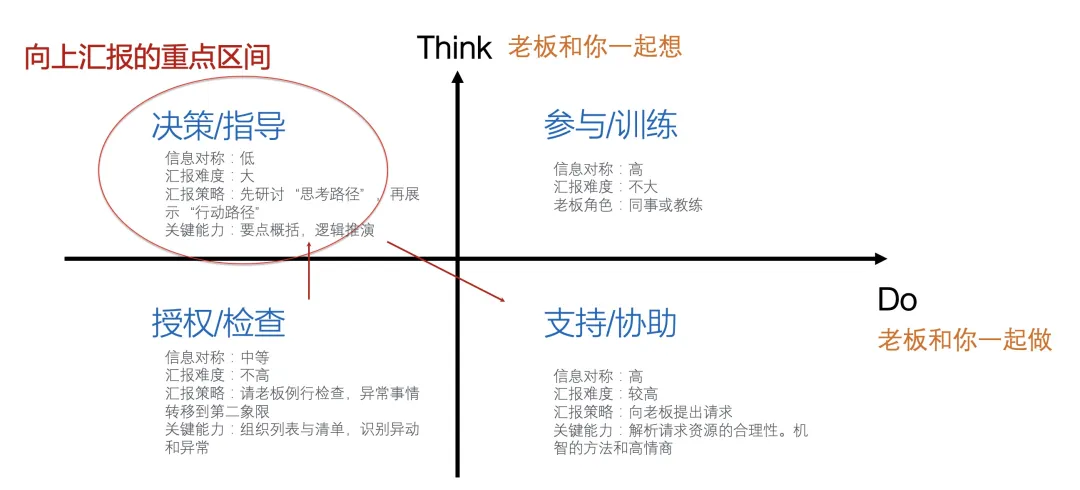 向上汇报的重点区间
Think 老板和你一起想
决策/指导
信息对称：低
汇报难度：大
汇报策略：先研讨“思考路径”，再展
示“行动路径”
关键能力：要点概括，逻辑推演
参与/训练
信息对称：高
汇报难度：不大
老板角色：同事或教练
Do
老板和你一起做
授权/检查
信息对称：中等
汇报难度：不高
汇报策略：请老板例行检查，异常事情
转移到第二象限
关键能力：组织列表与清单，识别异动
和异常
支持/协助
信息对称：高
汇报难度：较高
汇报策略：向老板提出请求
关键能力：解析请求资源的合理性。机
智的方法和高情商